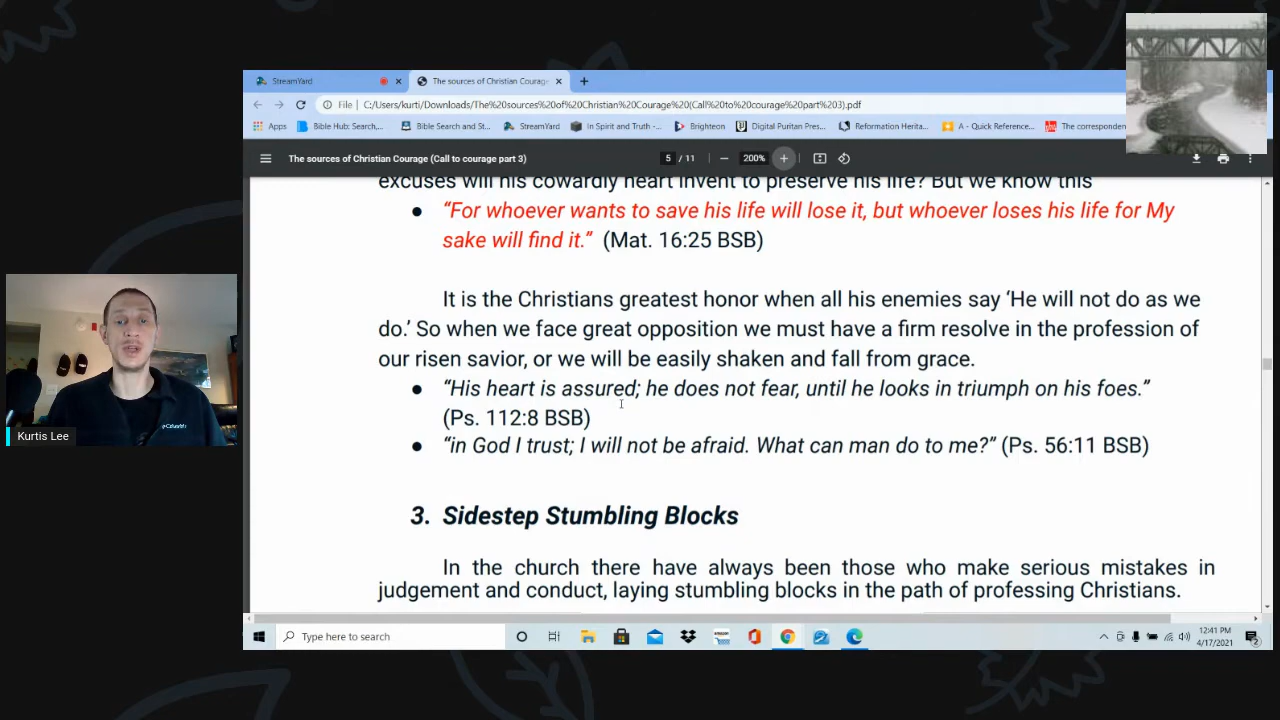 StreamYard
The sources of Christian Courage
File
C:/Users/kurti/Downloads/The%20sources%20of%20Christian%20Courage%20(Call%20to%20courage%20part%203).pdf
Apps
Bible Hub: Search,...
Bible Search and St...
StreamYard
In Spirit and Truth -...
Brighteon
Digital Puritan Pres...
Reformation Herita...
A - Quick Reference...
The corresponden
The sources of Christian Courage (Call to courage part 3)
5 / 11
200%
excuses will his cowardly heart invent to preserve his life? But we know this
● “For whoever wants to save his life will lose it, but whoever loses his life for My
sake will find it.” (Mat. 16:25 BSB)
It is the Christians greatest honor when all his enemies say ‘He will not do as we
do.’ So when we face great opposition we must have a firm resolve in the profession of
our risen savior, or we will be easily shaken and fall from grace.
● “His heart is assured; he does not fear, until he looks in triumph on his foes.”
(Ps. 112:8 BSB)
● “in God I trust; I will not be afraid. What can man do to me?” (Ps. 56:11 BSB)
3. Sidestep Stumbling Blocks
In the church there have always been those who make serious mistakes in
judgement and conduct, laying stumbling blocks in the path of professing Christians.
Columbia
Kurtis Lee
Type here to search
12:41 PM
4/17/2021